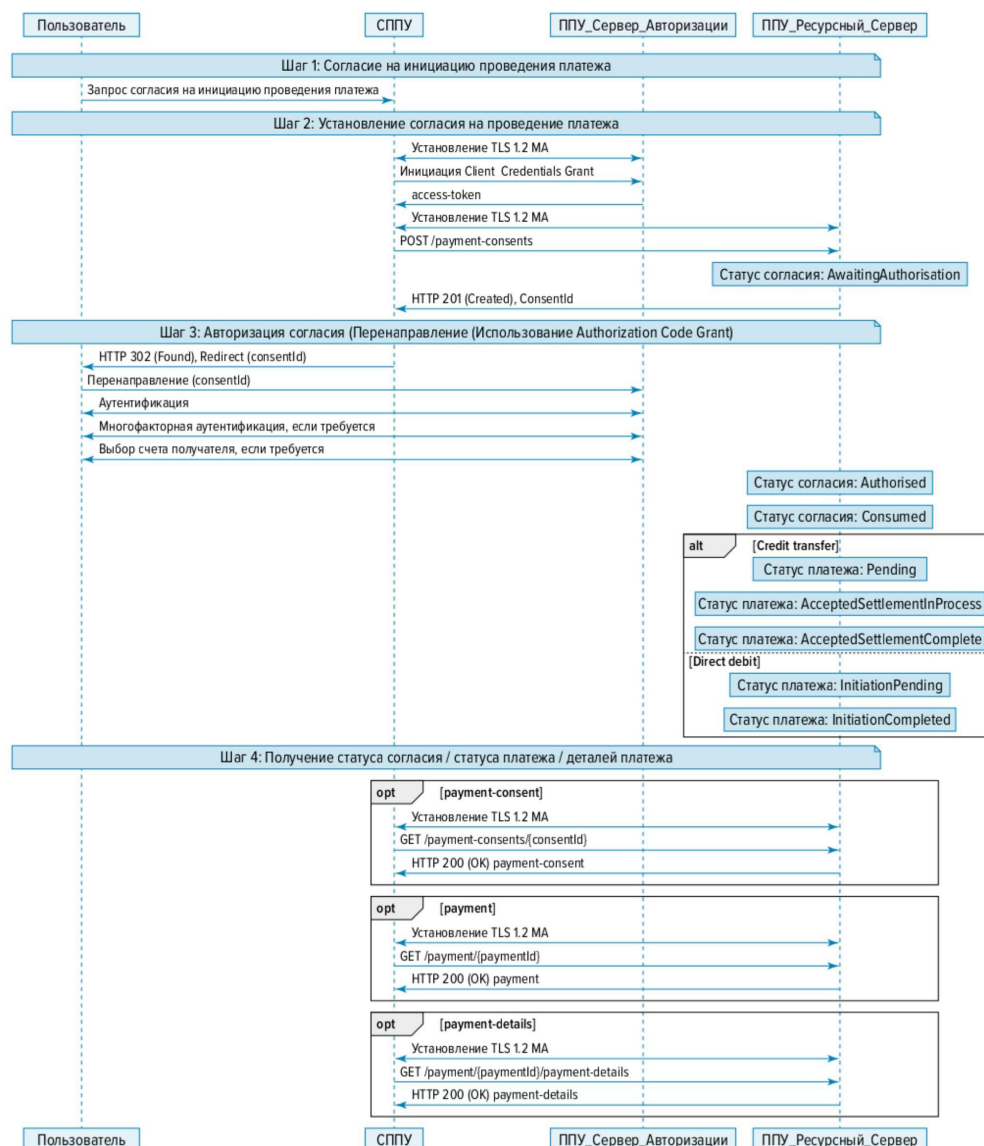 Пользователь СППУ ППУ_Сервер_Авторизации ППУ_Ресурсный_Сервер
Шаг 1: Согласие на инициацию проведения платежа
Запрос согласия на инициацию проведения платежа
Шаг 2: Установление согласия на проведение платежа
Установление TLS 1.2 MA
Инициация Client Credentials Grant
access-token
Установление TLS 1.2 MA
POST /payment-consents
Статус согласия: AwaitingAuthorisation
HTTP 201 (Created), ConsentId
Шаг 3: Авторизация согласия (Перенаправление (Использование Authorization Code Grant)
HTTP 302 (Found), Redirect (consentId)
Перенаправление (consentId)
Аутентификация
Многофакторная аутентификация, если требуется
Выбор счета получателя, если требуется
Статус согласия: Authorised
Статус согласия: Consumed
alt [Credit transfer]
Статус платежа: Pending
Статус платежа: AcceptedSettlementInProcess
Статус платежа: AcceptedSettlementComplete
[Direct debit]
Статус платежа: InitiationPending
Статус платежа: InitiationCompleted
Шаг 4: Получение статуса согласия / статуса платежа / деталей платежа
opt [payment-consent]
Установление TLS 1.2 MA
GET /payment-consents/{consentId}
HTTP 200 (OK) payment-consent
opt [payment]
Установление TLS 1.2 MA
GET /payment/{paymentId}
HTTP 200 (OK) payment
opt [payment-details]
Установление TLS 1.2 MA
GET /payment/{paymentId}/payment-details
HTTP 200 (OK) payment-details
Пользователь СППУ ППУ_Сервер_Авторизации ППУ_Ресурсный_Сервер